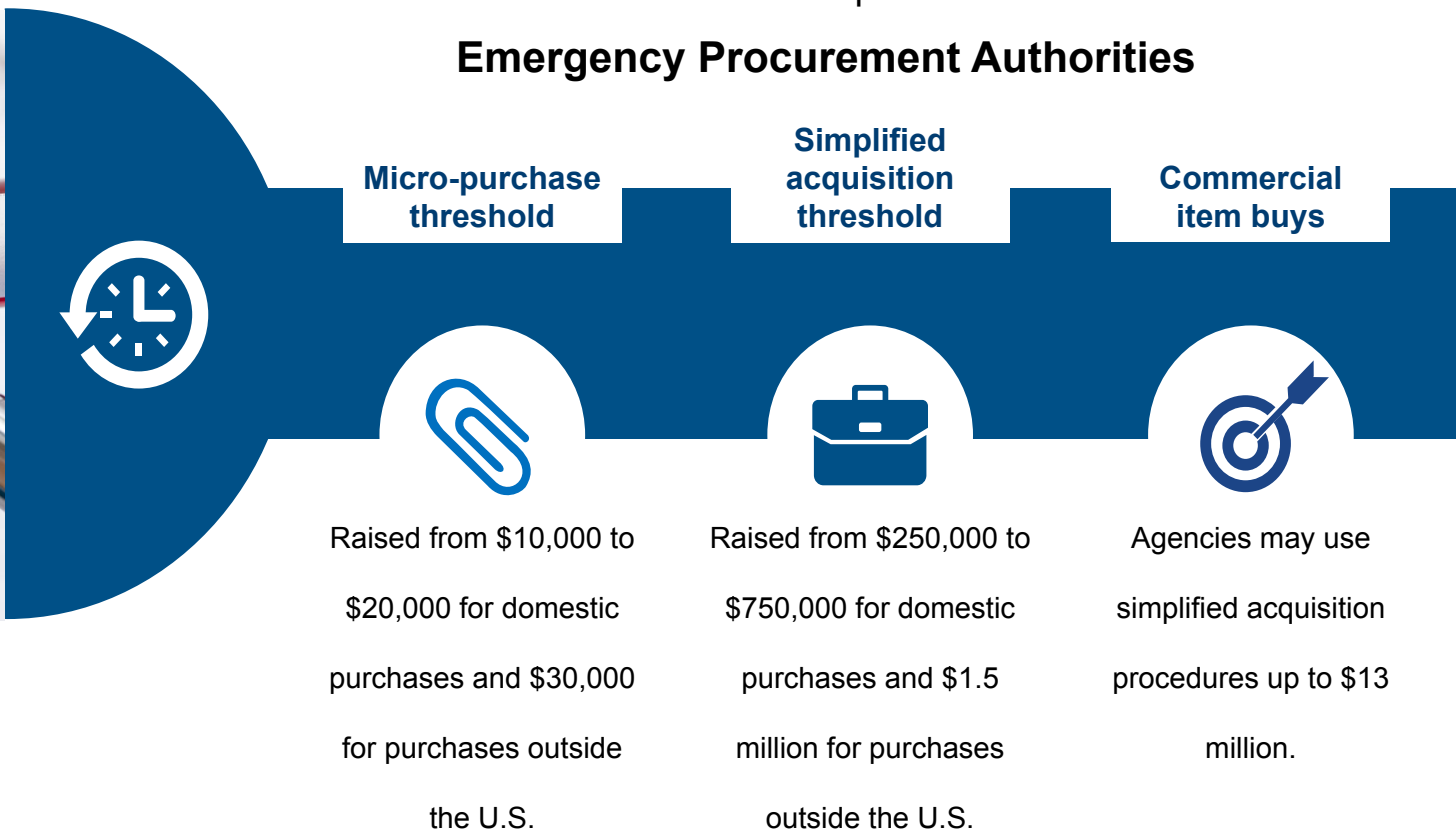 Emergency Procurement Authorities
Micro-purchase
threshold
Simplified
acquisition
threshold
Commercial
item buys
Raised from $10,000 to
$20,000 for domestic
purchases and $30,000
for purchases outside
the U.S.
Raised from $250,000 to
$750,000 for domestic
purchases and $1.5
million for purchases
outside the U.S.
Agencies may use
simplified acquisition
procedures up to $13
million.